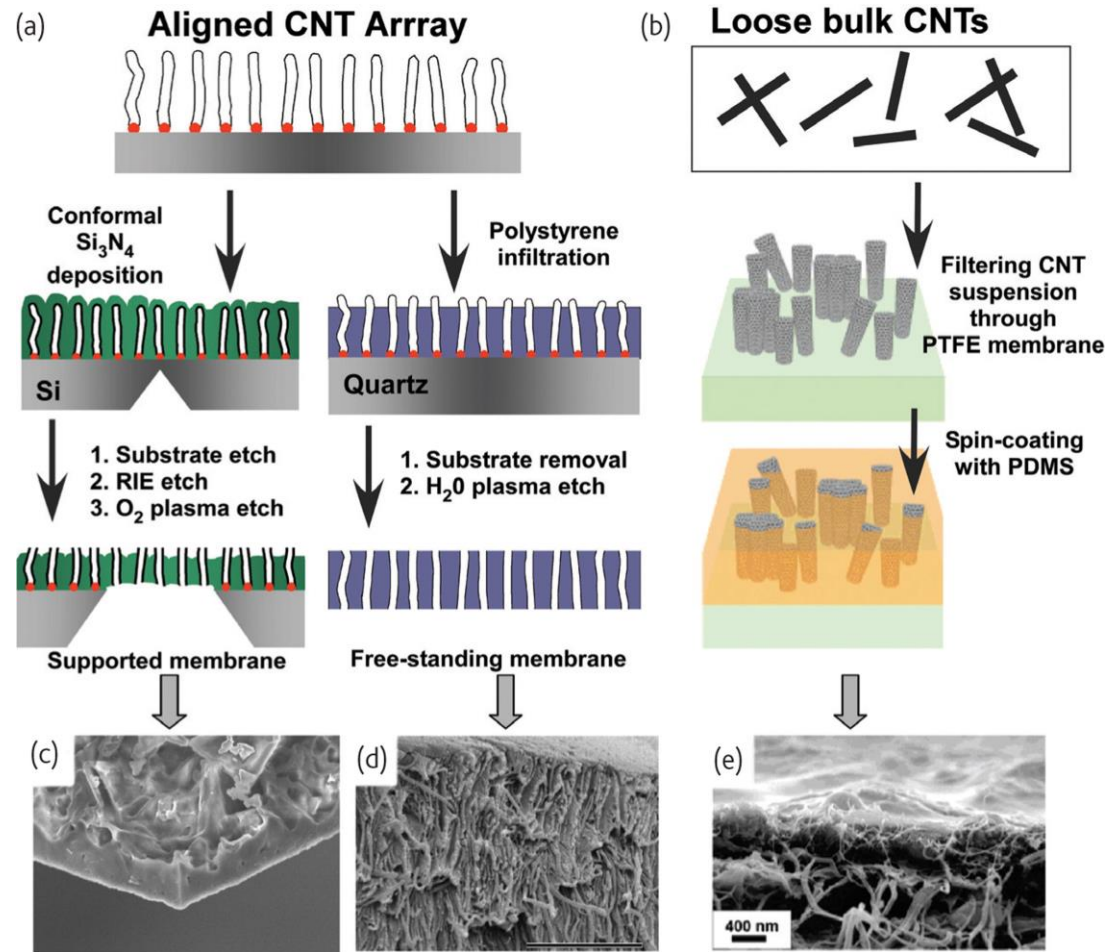 (a)
Aligned CNT Arrray
Conformal
Si₃N₄
deposition
Polystyrene
infiltration
Si
Quartz
1. Substrate etch
2. RIE etch
3. O₂ plasma etch
1. Substrate removal
2. H₂0 plasma etch
Supported membrane
Free-standing membrane
(b)
Loose bulk CNTs
Filtering CNT
suspension
through
PTFE membrane
Spin-coating
with PDMS
(c)
(d)
(e)
400 nm